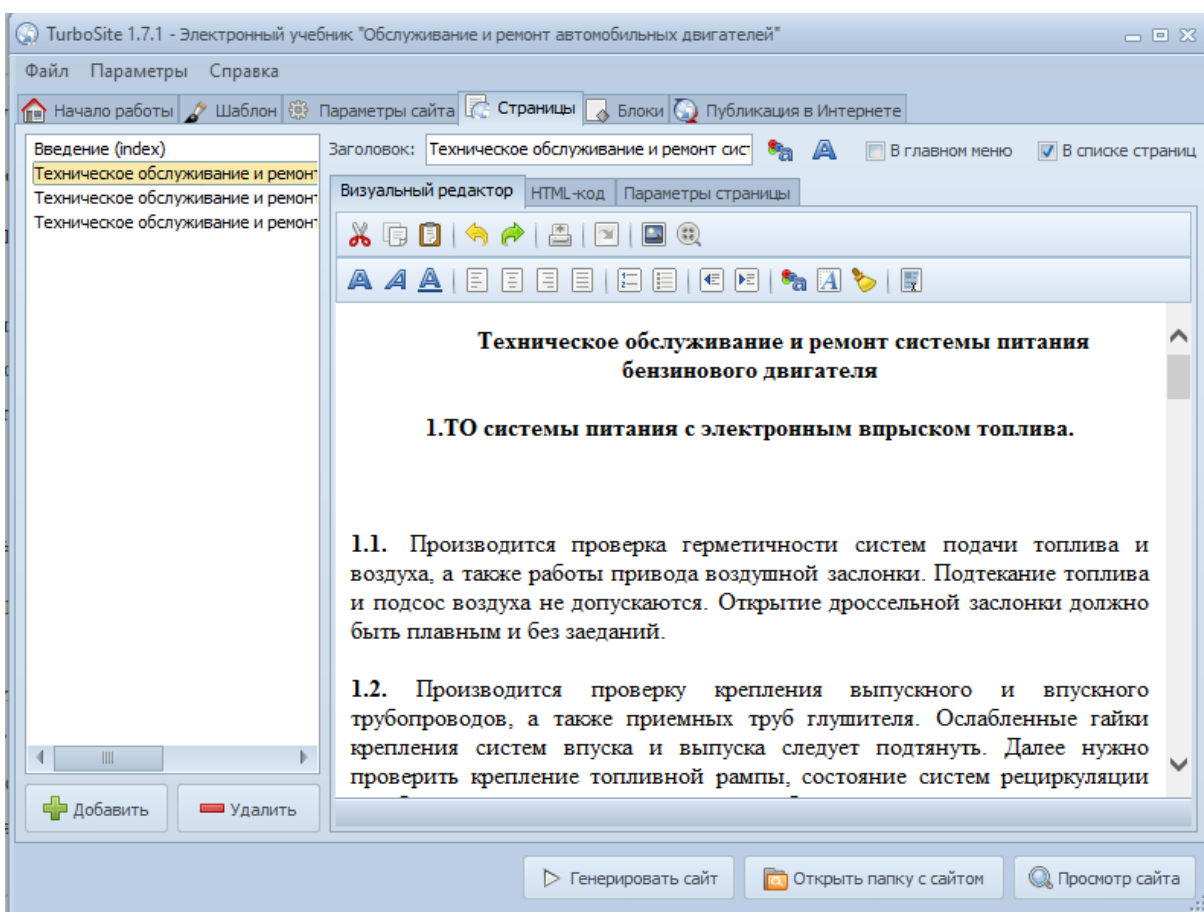 TurboSite 1.7.1 - Электронный учебник "Обслуживание и ремонт автомобильных двигателей"
Файл Параметры Справка
Начало работы Шаблон Параметры сайта Страницы Блоки Публикация в Интернете
Введение (index)
Техническое обслуживание и ремонт
Техническое обслуживание и ремонт
Техническое обслуживание и ремонт
Добавить Удалить
Заголовок: Техническое обслуживание и ремонт сист В главном меню В списке страниц
Визуальный редактор HTML-код Параметры страницы
Техническое обслуживание и ремонт системы питания
бензинового двигателя
1.ТО системы питания с электронным впрыском топлива.
1.1. Производится проверка герметичности систем подачи топлива и
воздуха, а также работы привода воздушной заслонки. Подтекание топлива
и подсос воздуха не допускаются. Открытие дроссельной заслонки должно
быть плавным и без заеданий.
1.2. Производится проверку крепления выпускного и впускного
трубопроводов, а также приемных труб глушителя. Ослабленные гайки
крепления систем впуска и выпуска следует подтянуть. Далее нужно
проверить крепление топливной рампы, состояние систем рециркуляции
Генерировать сайт Открыть папку с сайтом Просмотр сайта